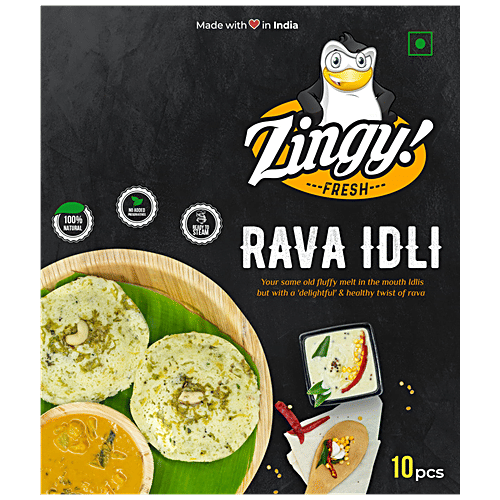 Made with in India
Zingy!
FRESH
100%
NATURAL
NO ADDED
PRESERVATIVES
READY TO
STEAM
RAVA IDLI
Your same old fluffy melt in the mouth Idlis
but with a 'delightful' & healthy twist of rava
10pcs